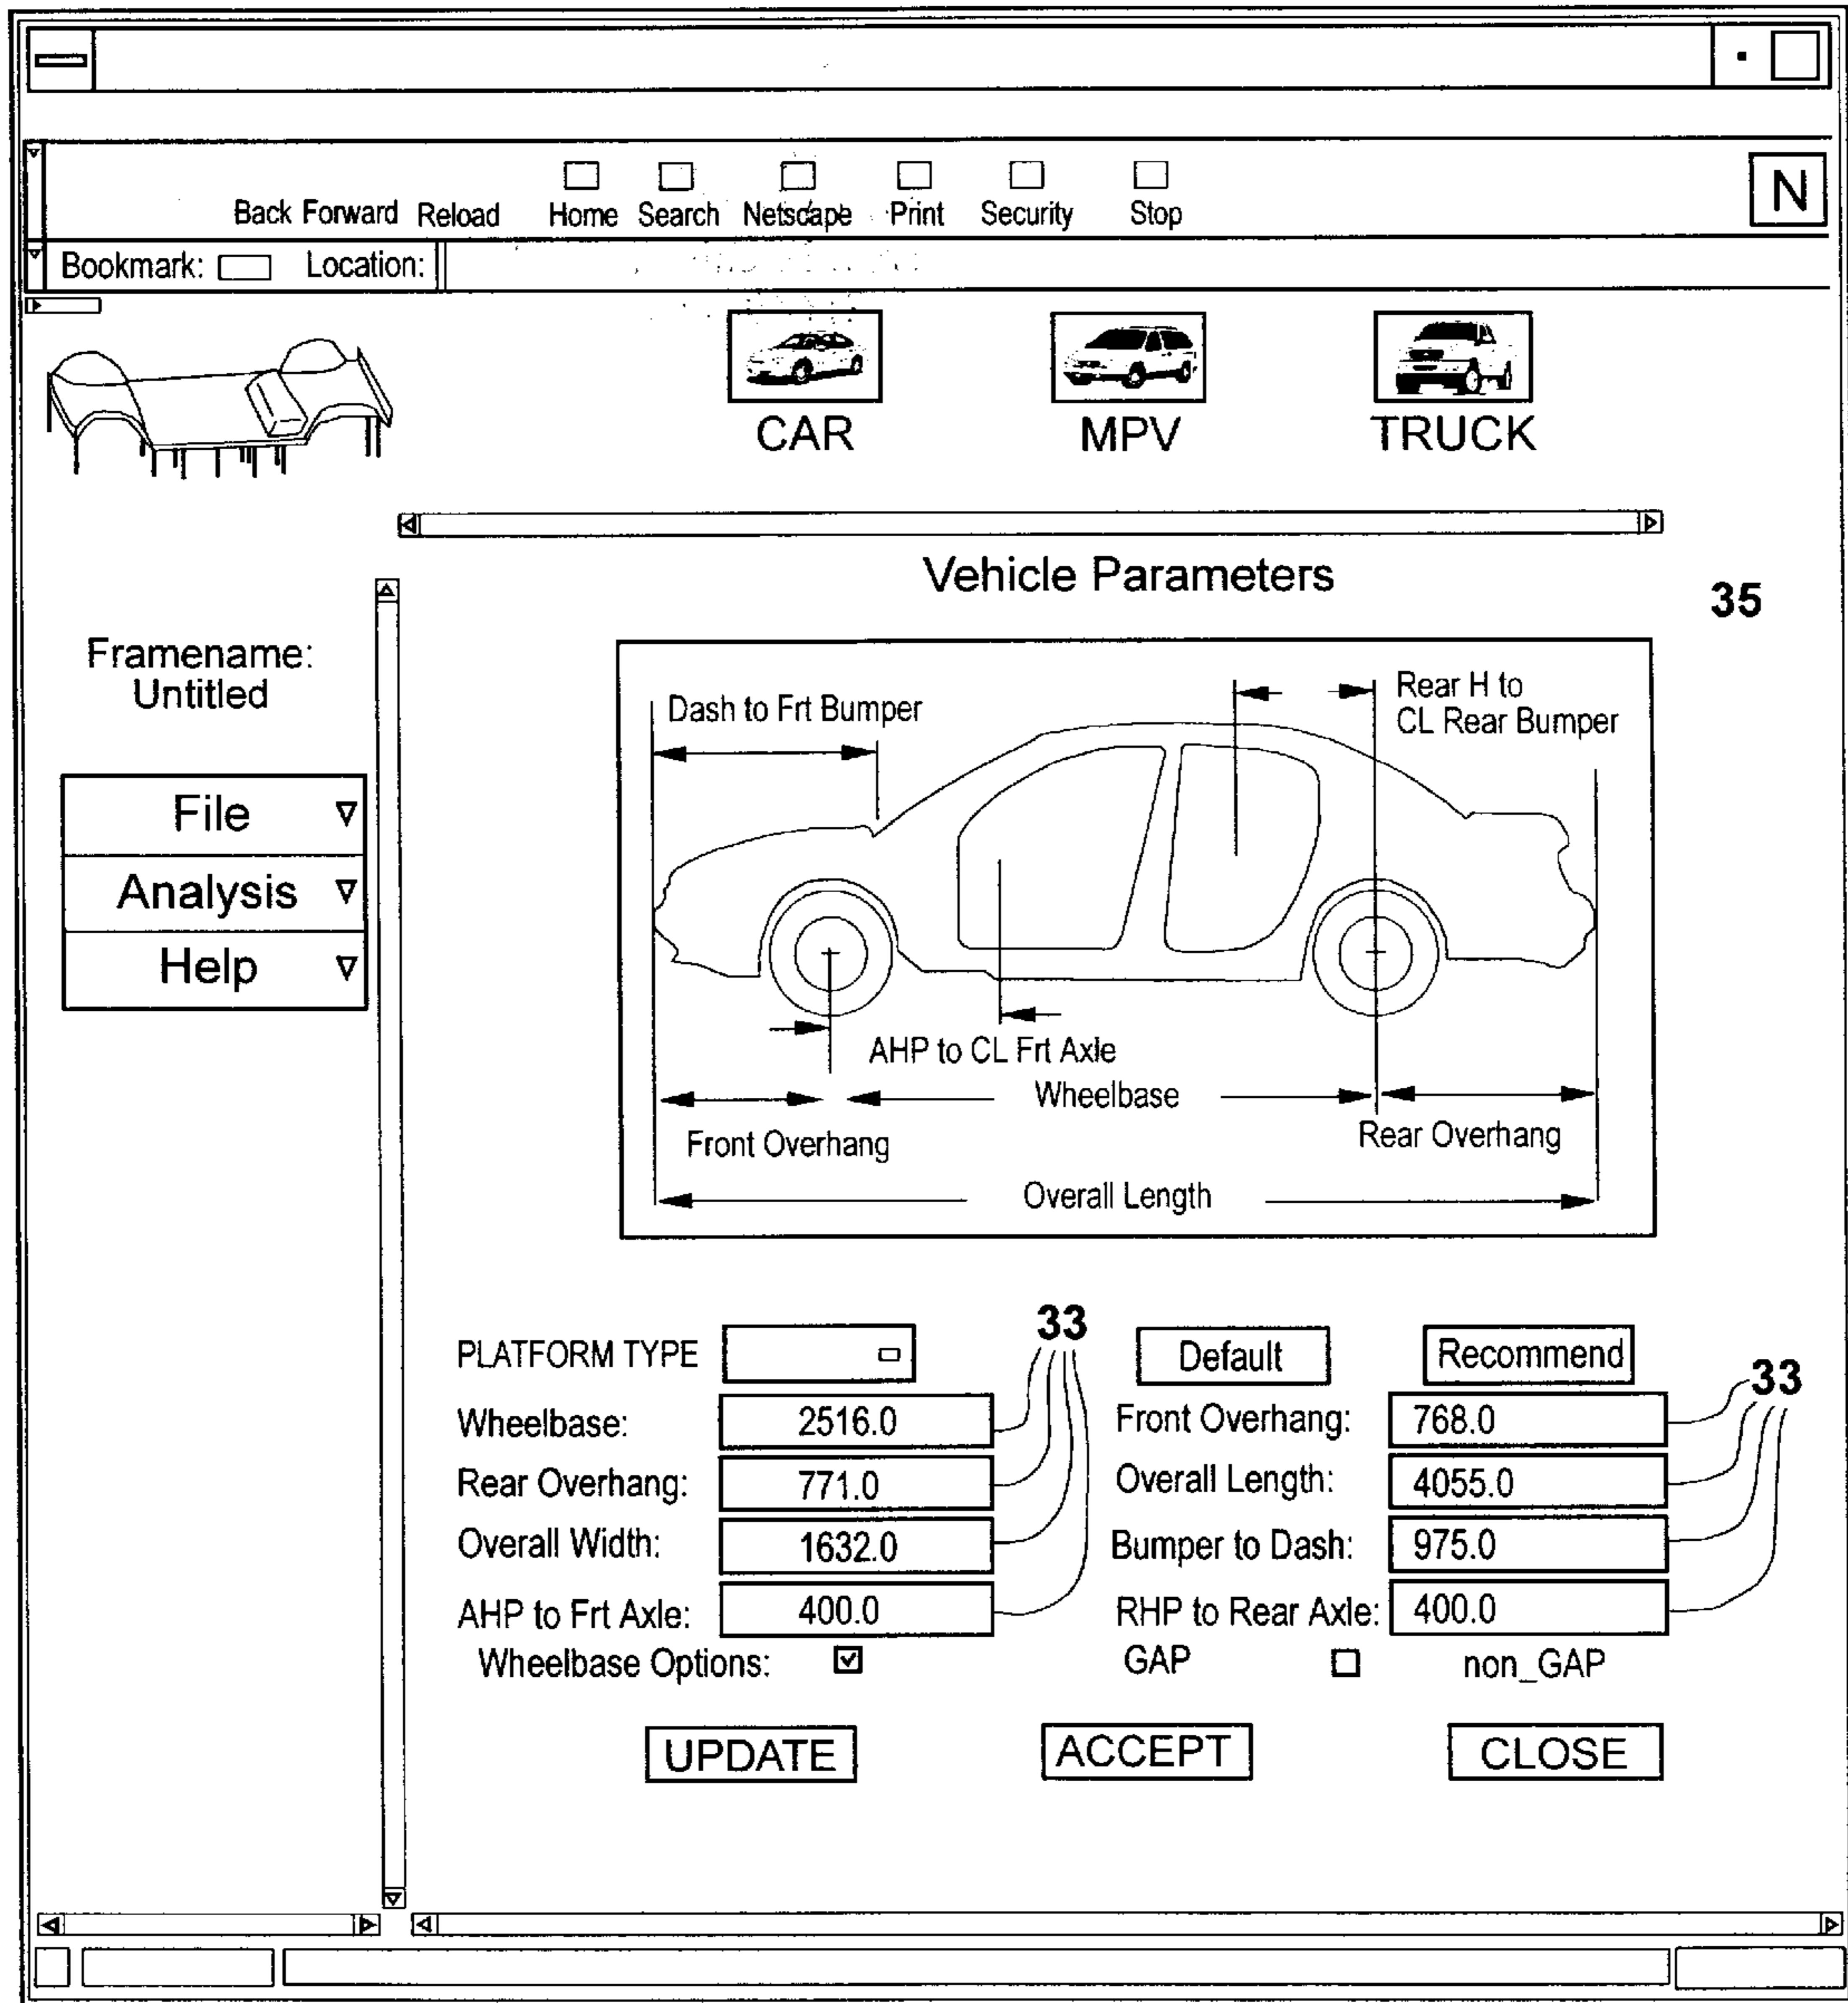 N
Back Forward Reload Home Search Netscape Print Security Stop
Bookmark: Location:
CAR MPV TRUCK
Vehicle Parameters
35
Framename:
Untitled
File
Analysis
Help
Dash to Frt Bumper
Rear H to
CL Rear Bumper
AHP to CL Frt Axle
Wheelbase
Front Overhang
Rear Overhang
Overall Length
33
PLATFORM TYPE Default Recommend
33
Wheelbase: 2516.0 Front Overhang: 768.0
Rear Overhang: 771.0 Overall Length: 4055.0
Overall Width: 1632.0 Bumper to Dash: 975.0
AHP to Frt Axle: 400.0 RHP to Rear Axle: 400.0
Wheelbase Options: GAP non_GAP
UPDATE ACCEPT CLOSE